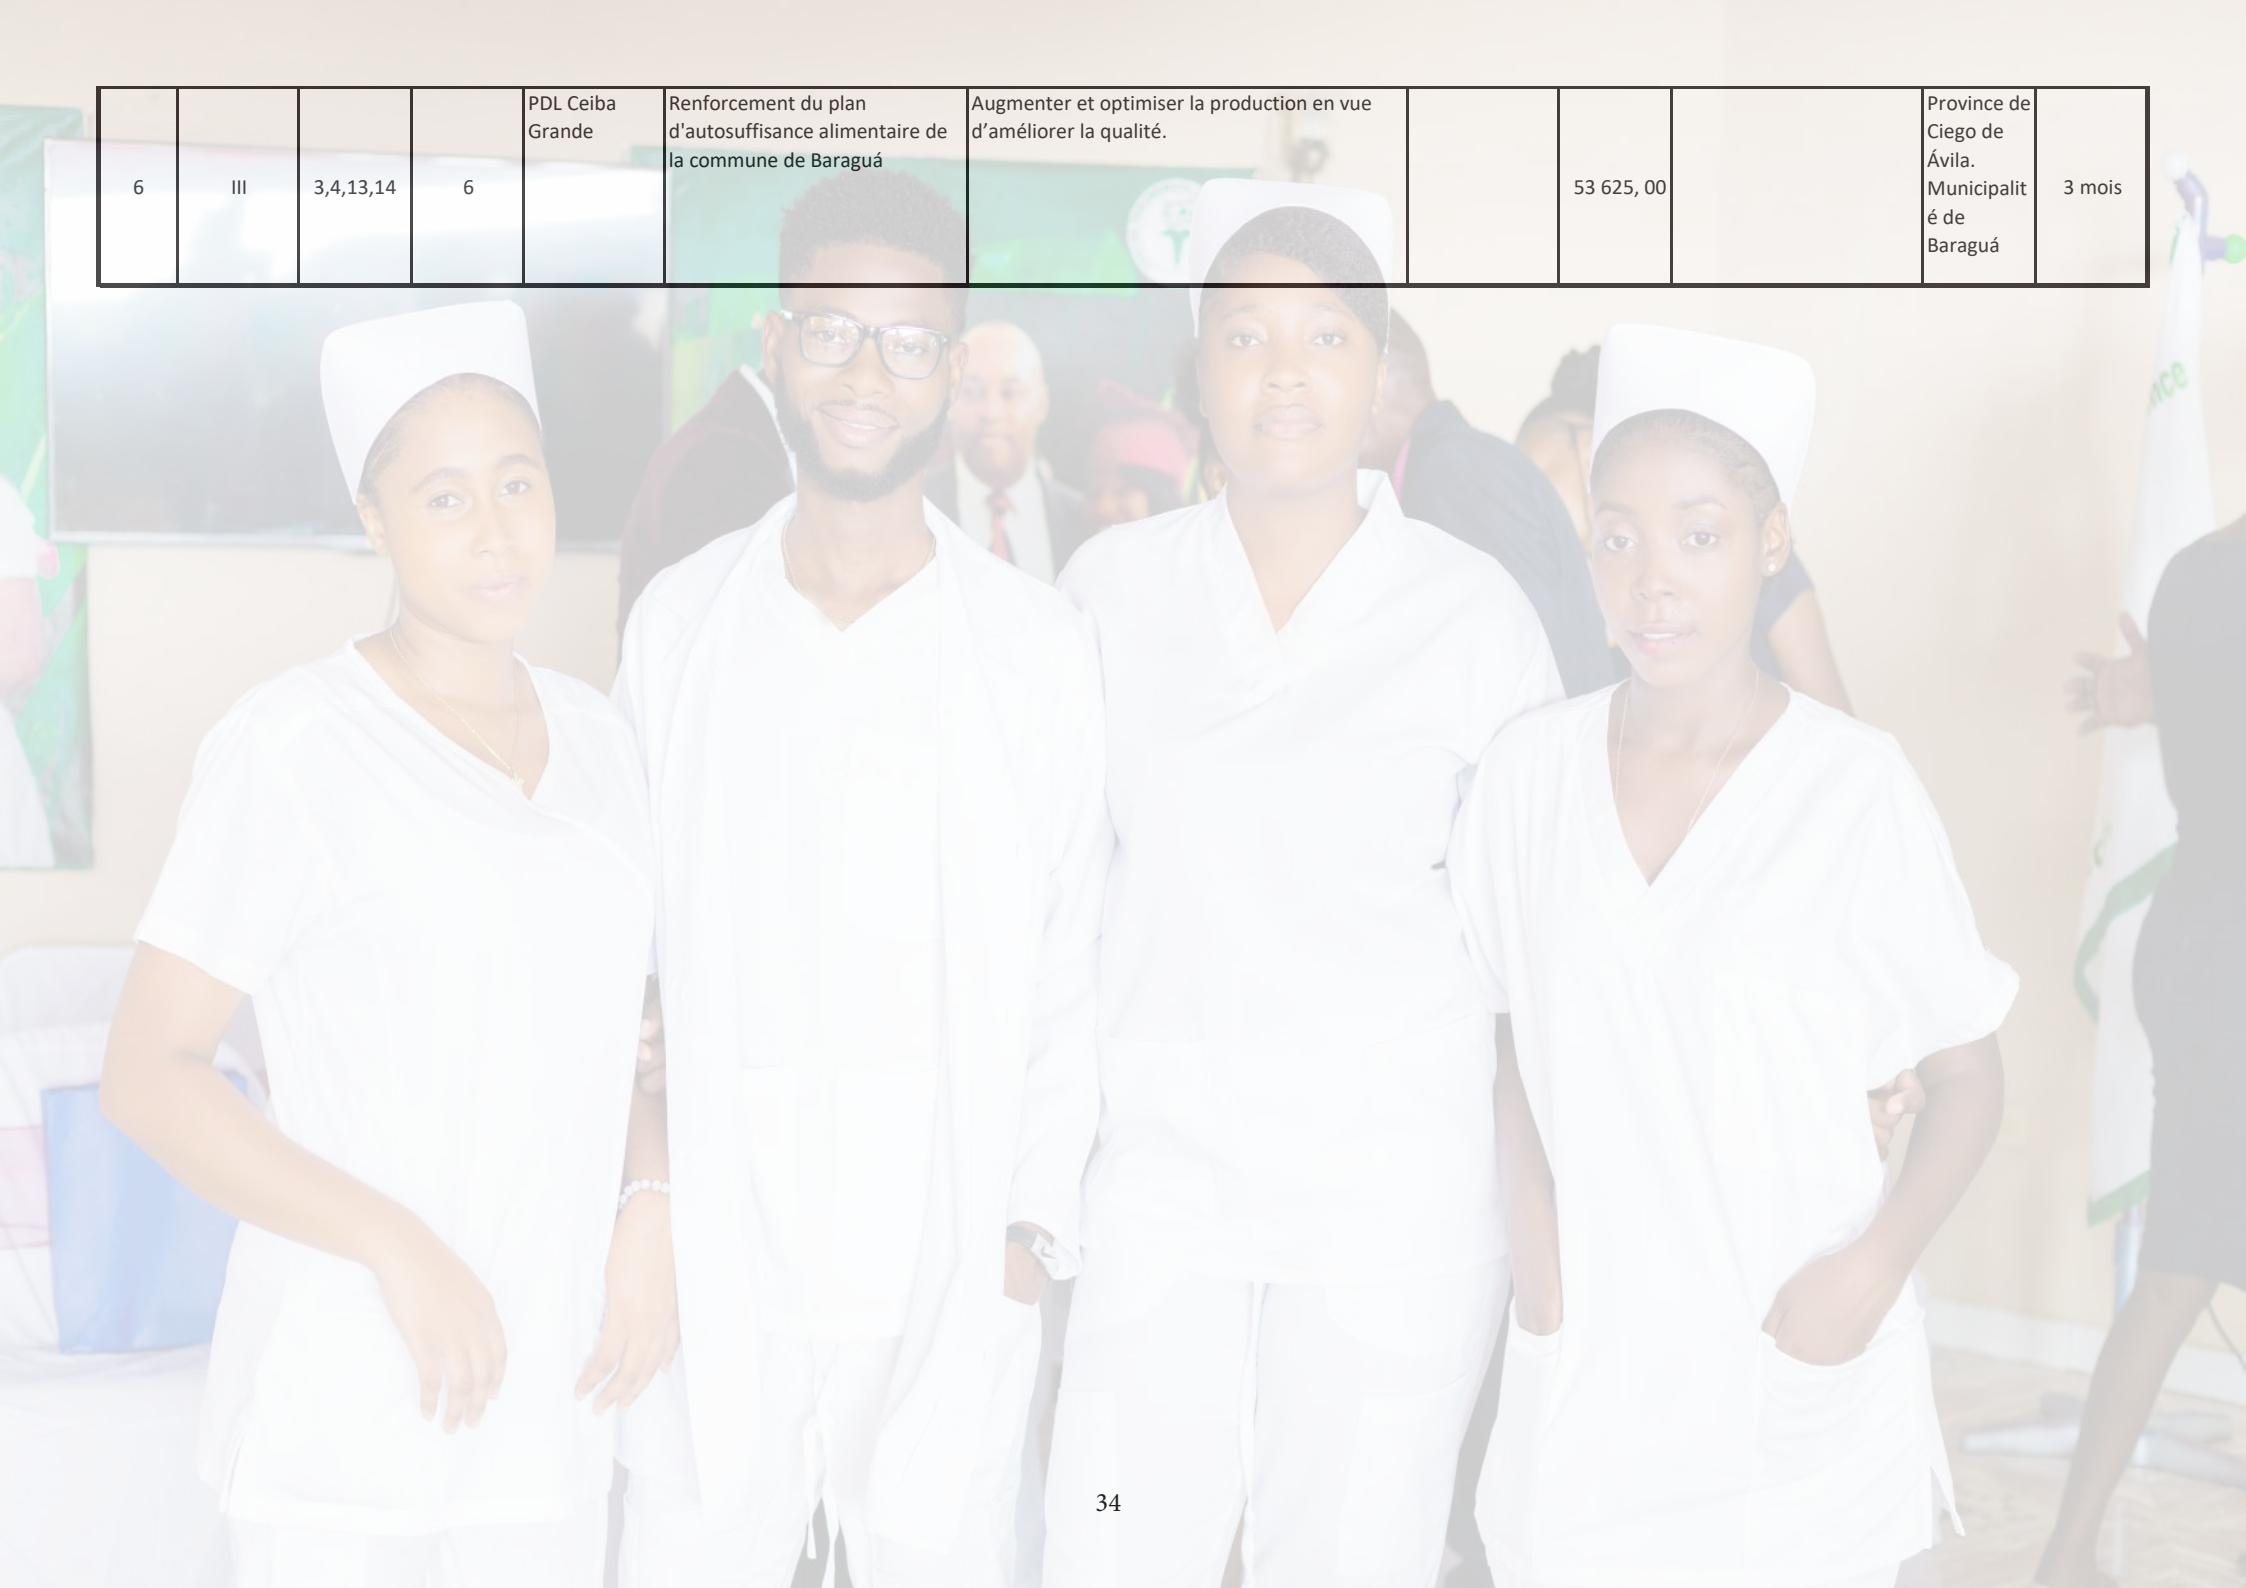 6
III
3,4,13,14
6
PDL Ceiba
Grande
Renforcement du plan
d'autosuffisance alimentaire de
la commune de Baraguá
Augmenter et optimiser la production en vue
d’améliorer la qualité.
53 625, 00
Province de
Ciego de
Ávila.
Municipalit
é de
Baraguá
3 mois
nce
34